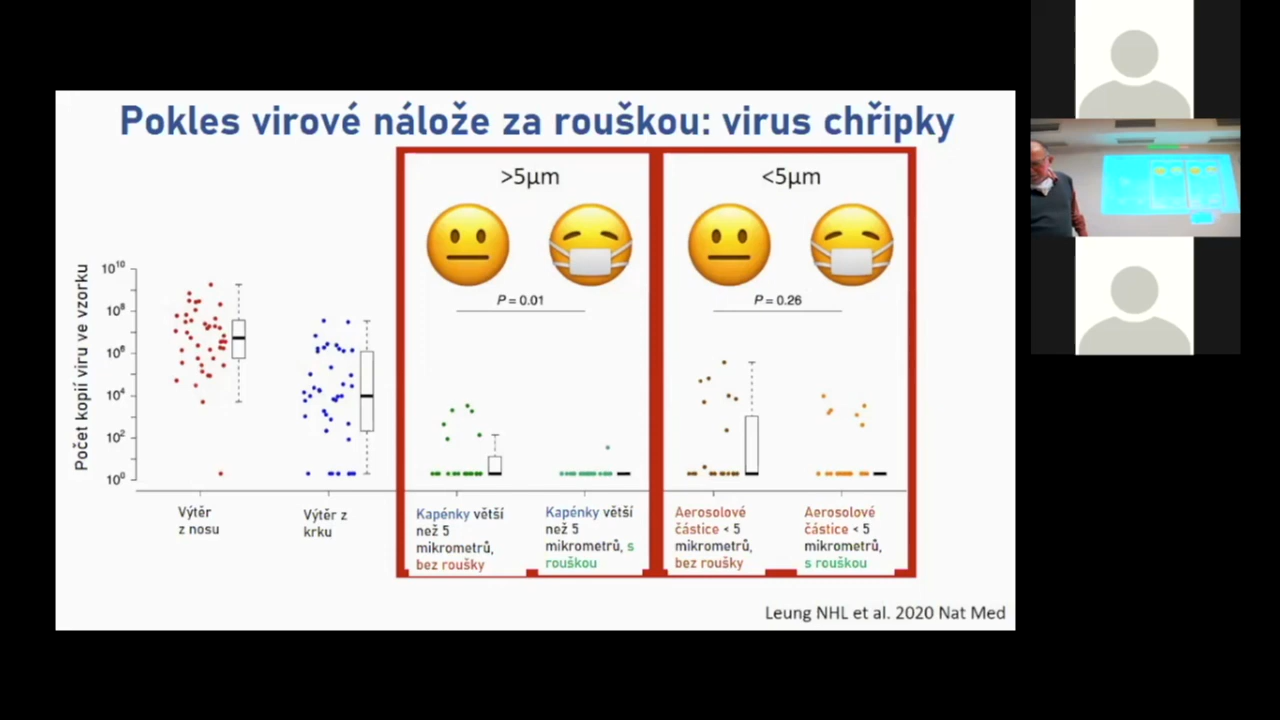 Pokles virové nálože za rouškou: virus chřipky
>5μm
<5μm
P = 0.01
P = 0.26
Počet kopií viru ve vzorku
10¹⁰
10⁸
10⁶
10⁴
10²
10⁰
Výtěr
z nosu
Výtěr z
krku
Kapénky větší
než 5
mikrometrů,
bez roušky
Kapénky větší
než 5
mikrometrů, s
rouškou
Aerosolové
částice < 5
mikrometrů,
bez roušky
Aerosolové
částice < 5
mikrometrů,
s rouškou
Leung NHL et al. 2020 Nat Med